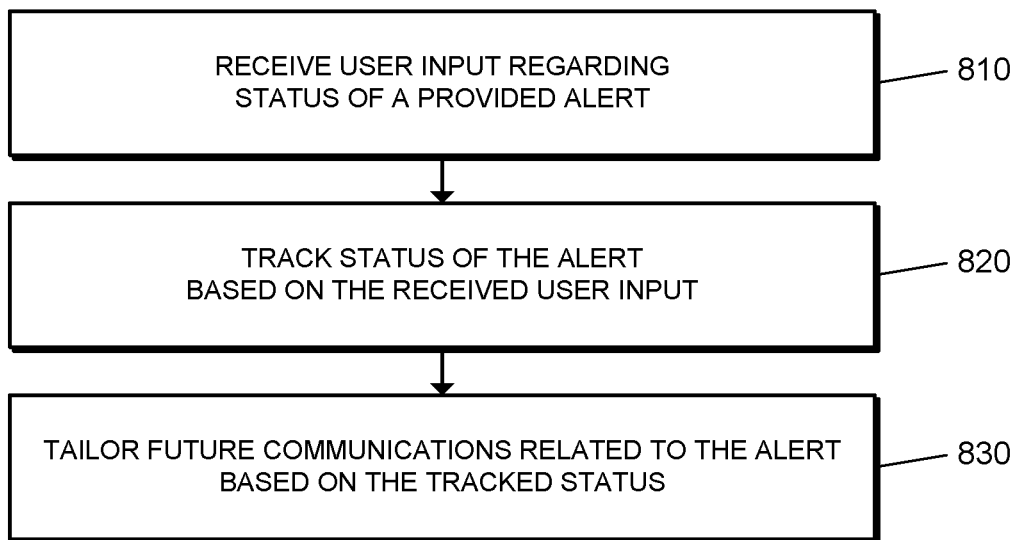 RECEIVE USER INPUT REGARDING
STATUS OF A PROVIDED ALERT
810
TRACK STATUS OF THE ALERT
BASED ON THE RECEIVED USER INPUT
820
TAILOR FUTURE COMMUNICATIONS RELATED TO THE ALERT
BASED ON THE TRACKED STATUS
830